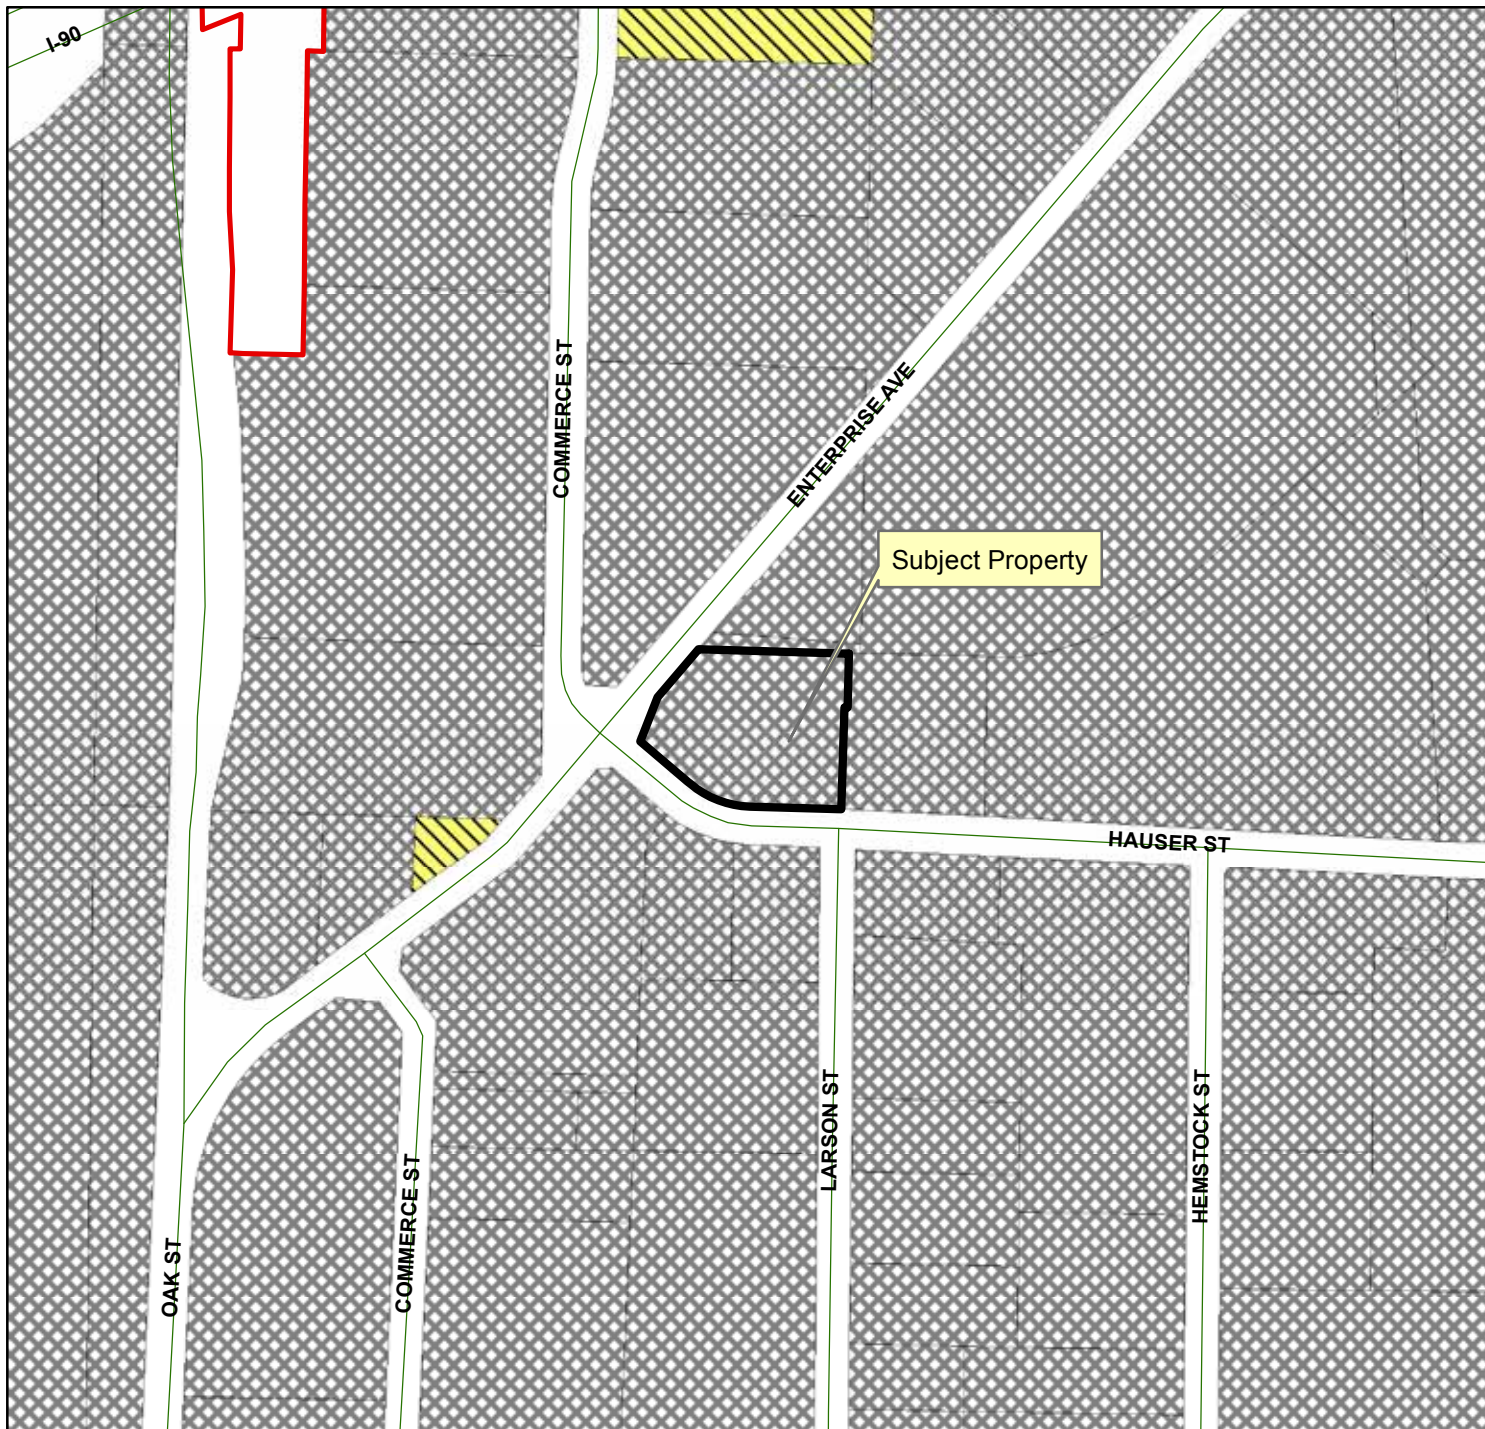 I-90
COMMERCE ST
ENTERPRISE AVE
Subject Property
HAUSER ST
LARSON ST
HEMSTOCK ST
COMMERCE ST
OAK ST